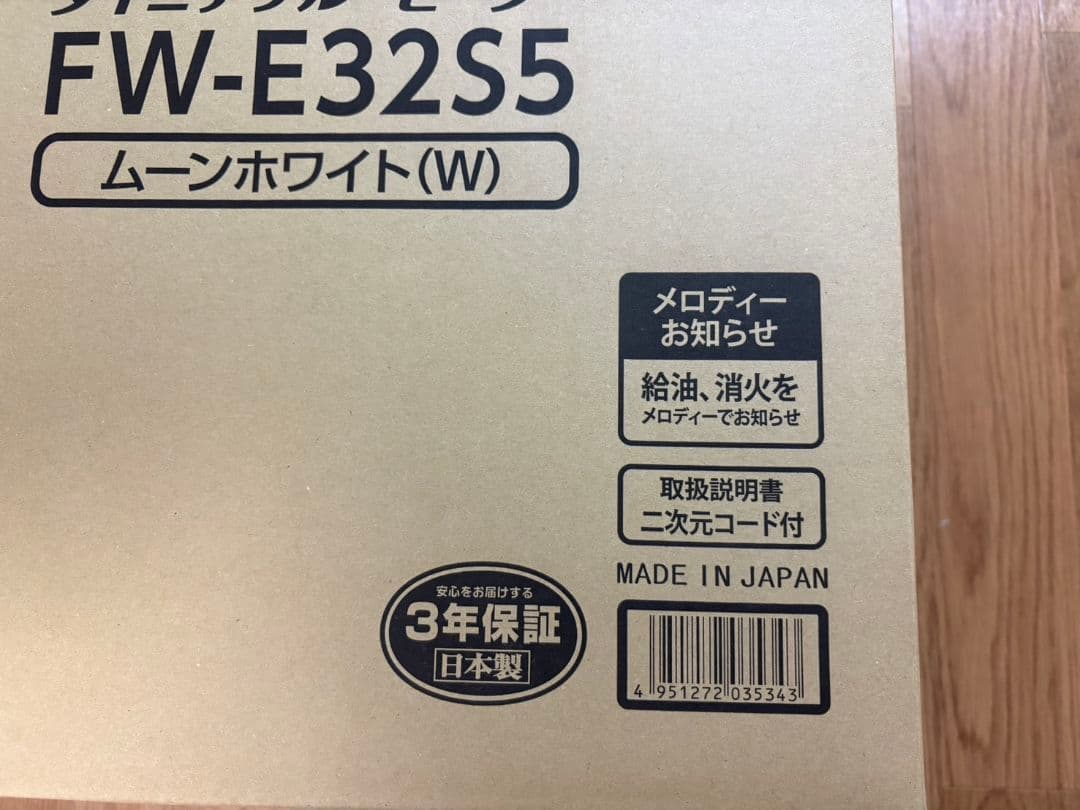 FW-E32S5
ムーンホワイト(W)
メロディー
お知らせ
給油、消火を
メロディーでお知らせ
取扱説明書
二次元コード付
MADE IN JAPAN
安心をお届けする
3年保証
日本製
4 951272 035343